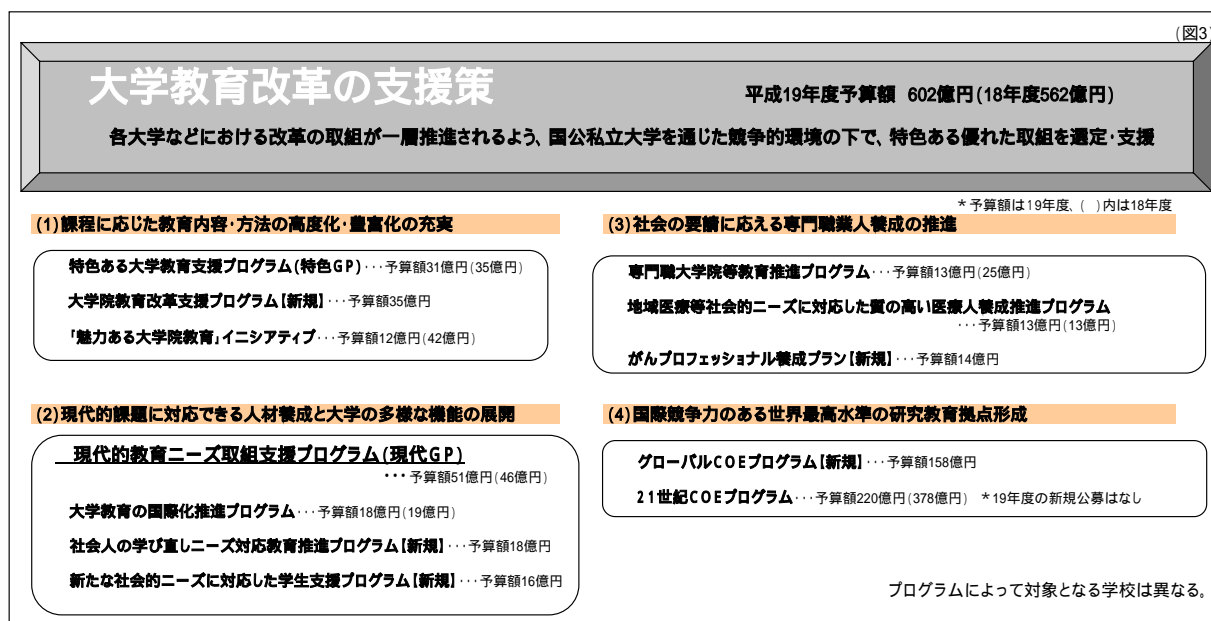 (図3)
大学教育改革の支援策
平成19年度予算額 602億円(18年度562億円)
各大学などにおける改革の取組が一層推進されるよう、国公私立大学を通じた競争的環境の下で、特色ある優れた取組を選定・支援
*予算額は19年度、( )内は18年度
(1)課程に応じた教育内容・方法の高度化・豊富化の充実
特色ある大学教育支援プログラム(特色GP)・・・予算額31億円(35億円)
大学院教育改革支援プログラム【新規】・・・予算額35億円
「魅力ある大学院教育」イニシアティブ・・・予算額12億円(42億円)
(2)現代的課題に対応できる人材養成と大学の多様な機能の展開
現代的教育ニーズ取組支援プログラム(現代GP)
・・・予算額51億円(46億円)
大学教育の国際化推進プログラム・・・予算額18億円(19億円)
社会人の学び直しニーズ対応教育推進プログラム【新規】・・・予算額18億円
新たな社会的ニーズに対応した学生支援プログラム【新規】・・・予算額16億円
(3)社会の要請に応える専門職業人養成の推進
専門職大学院等教育推進プログラム・・・予算額13億円(25億円)
地域医療等社会的ニーズに対応した質の高い医療人養成推進プログラム
・・・予算額13億円(13億円)
がんプロフェッショナル養成プラン【新規】・・・予算額14億円
(4)国際競争力のある世界最高水準の研究教育拠点形成
グローバルCOEプログラム【新規】・・・予算額158億円
21世紀COEプログラム・・・予算額220億円(378億円) *19年度の新規公募はなし
プログラムによって対象となる学校は異なる。